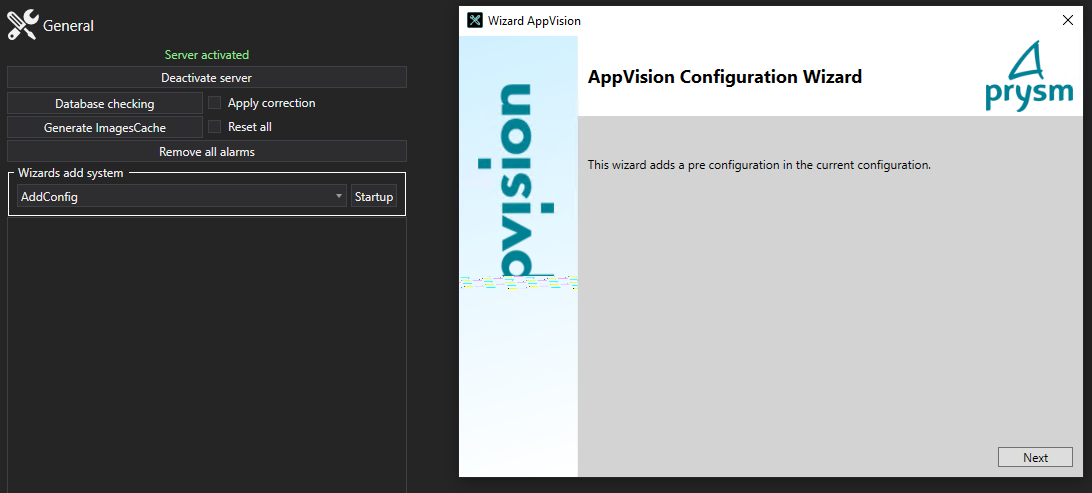 General
Server activated
Deactivate server
Database checking
Apply correction
Generate ImagesCache
Reset all
Remove all alarms
Wizards add system
AddConfig
Startup
Wizard AppVision
AppVision Configuration Wizard
prysm
This wizard adds a pre configuration in the current configuration.
Next